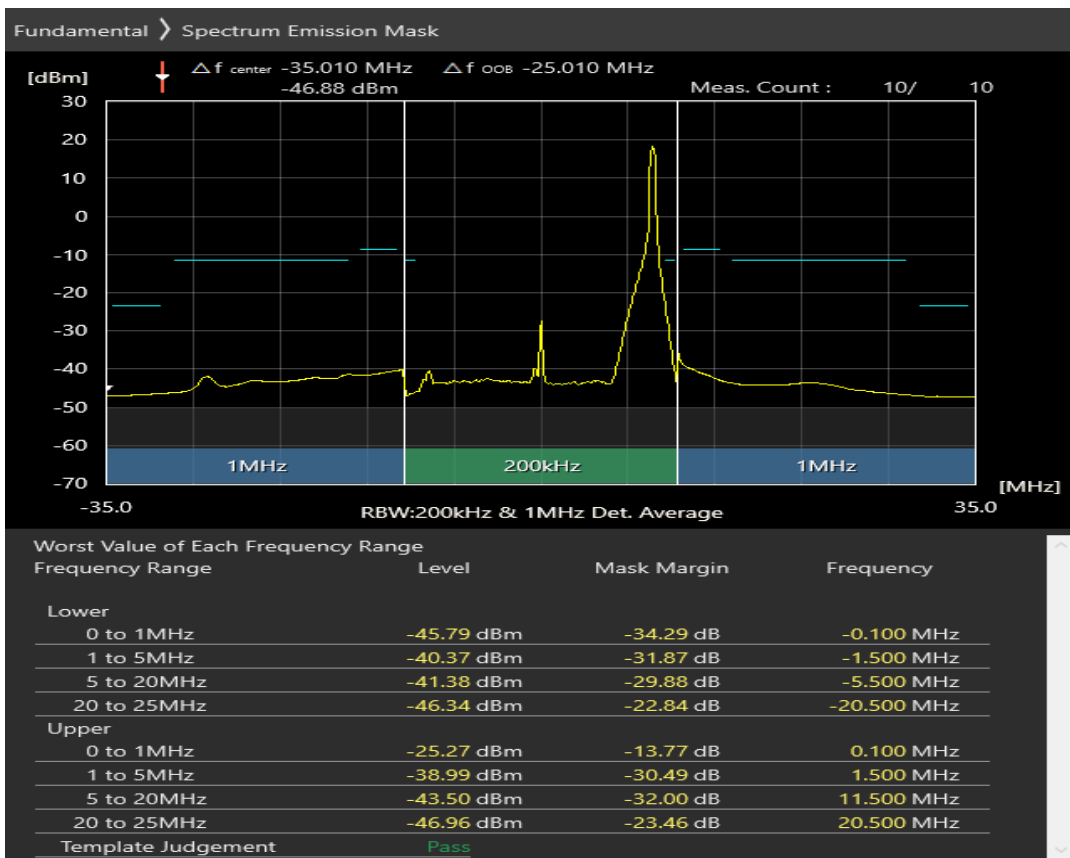 Fundamental ❯ Spectrum Emission Mask
△f center -35.010 MHz △f OOB -25.010 MHz
[dBm]
-46.88 dBm
Meas. Count : 10/ 10
30
20
10
0
-10
-20
-30
-40
-50
-60
-70
1MHz 200kHz 1MHz
[MHz]
-35.0 RBW:200kHz & 1MHz Det. Average 35.0
Worst Value of Each Frequency Range
Frequency Range Level Mask Margin Frequency
Lower
0 to 1MHz -45.79 dBm -34.29 dB -0.100 MHz
1 to 5MHz -40.37 dBm -31.87 dB -1.500 MHz
5 to 20MHz -41.38 dBm -29.88 dB -5.500 MHz
20 to 25MHz -46.34 dBm -22.84 dB -20.500 MHz
Upper
0 to 1MHz -25.27 dBm -13.77 dB 0.100 MHz
1 to 5MHz -38.99 dBm -30.49 dB 1.500 MHz
5 to 20MHz -43.50 dBm -32.00 dB 11.500 MHz
20 to 25MHz -46.96 dBm -23.46 dB 20.500 MHz
Template Judgement Pass